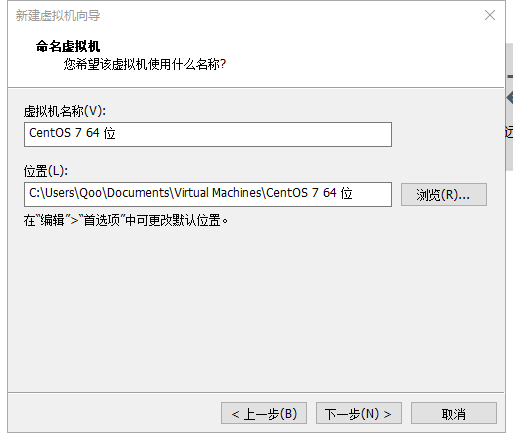 新建虚拟机向导
命名虚拟机
您希望该虚拟机使用什么名称?
虚拟机名称(V):
CentOS 7 64 位
位置(L):
C:\Users\Qoo\Documents\Virtual Machines\CentOS 7 64 位
浏览(R)...
在“编辑”>“首选项”中可更改默认位置。
< 上一步(B)
下一步(N) >
取消